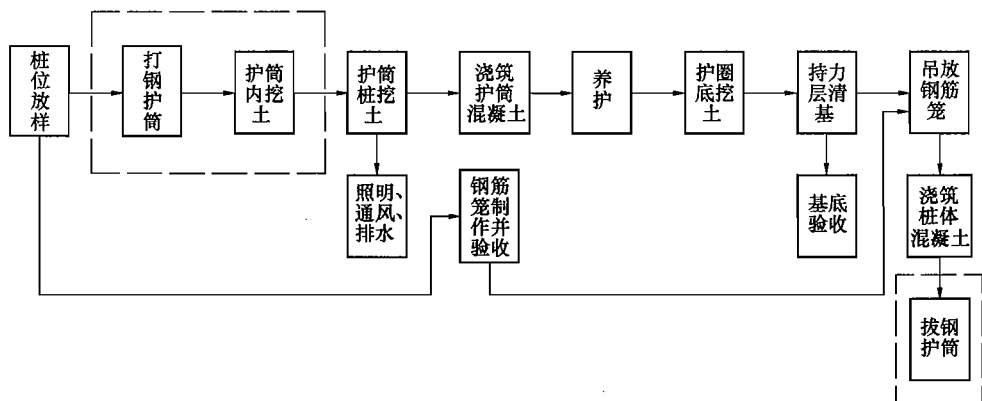 桩位放样
打钢护筒
护筒
内挖
土
护筒
桩挖
土
浇筑
护筒
混凝土
养
护
护圈
底挖
土
持力
层清
基
吊放
钢筋
笼
照明、
通风、
排水
钢筋
笼制
作并
验收
基底
验收
浇筑
桩体
混凝土
拔钢
护筒